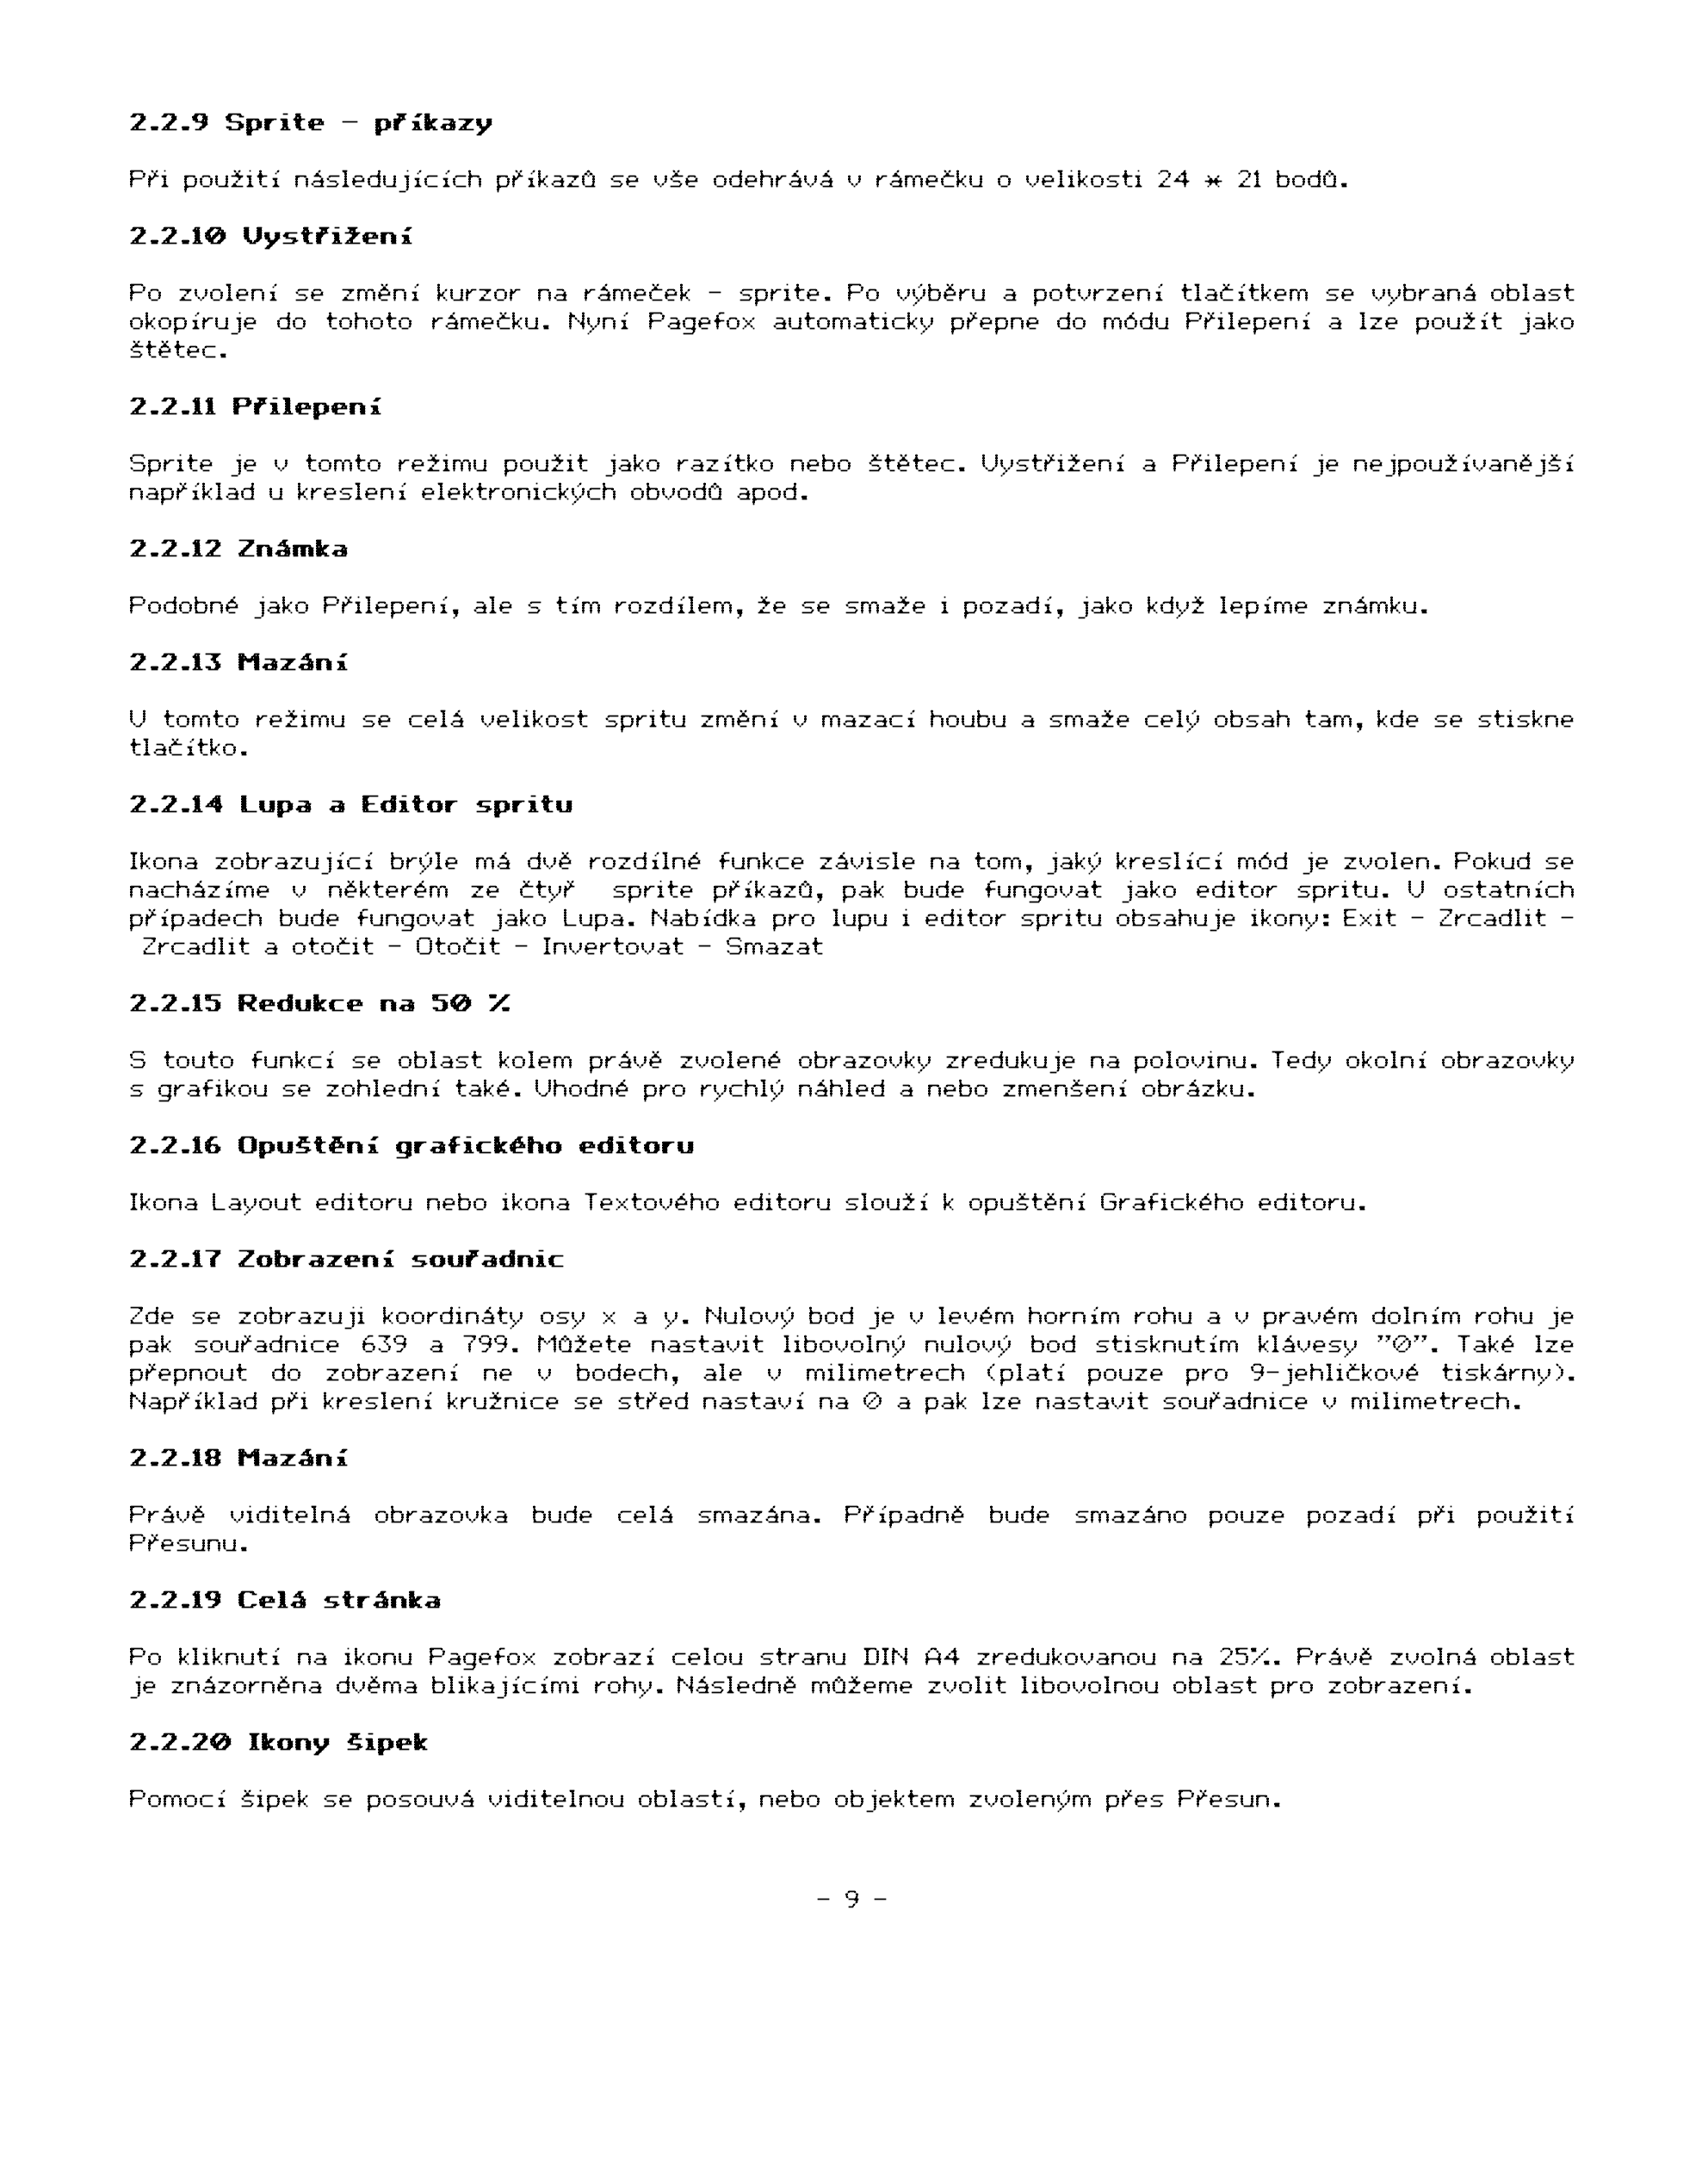 2.2.9 Sprite - příkazy
Při použití následujících příkazů se vše odehrává v rámečku o velikosti 24 * 21 bodů.
2.2.10 Vystřižení
Po zvolení se změní kurzor na rámeček - sprite. Po výběru a potvrzení tlačítkem se vybraná oblast
okopíruje do tohoto rámečku. Nyní Pagefox automaticky přepne do módu Přilepení a lze použít jako
štětec.
2.2.11 Přilepení
Sprite je v tomto režimu použit jako razítko nebo štětec. Vystřižení a Přilepení je nejpoužívanější
například u kreslení elektronických obvodů apod.
2.2.12 Známka
Podobné jako Přilepení, ale s tím rozdílem, že se smaže i pozadí, jako když lepíme známku.
2.2.13 Mazání
V tomto režimu se celá velikost spritu změní v mazací houbu a smaže celý obsah tam, kde se stiskne
tlačítko.
2.2.14 Lupa a Editor spritu
Ikona zobrazující brýle má dvě rozdílné funkce závisle na tom, jaký kreslící mód je zvolen. Pokud se
nacházíme v některém ze čtyř  sprite příkazů, pak bude fungovat jako editor spritu. V ostatních
případech bude fungovat jako Lupa. Nabídka pro lupu i editor spritu obsahuje ikony: Exit - Zrcadlit -
Zrcadlit a otočit - Otočit - Invertovat - Smazat
2.2.15 Redukce na 50 %
S touto funkcí se oblast kolem právě zvolené obrazovky zredukuje na polovinu. Tedy okolní obrazovky
s grafikou se zohlední také. Vhodné pro rychlý náhled a nebo zmenšení obrázku.
2.2.16 Opuštění grafického editoru
Ikona Layout editoru nebo ikona Textového editoru slouží k opuštění Grafického editoru.
2.2.17 Zobrazení souřadnic
Zde se zobrazuji koordináty osy x a y. Nulový bod je v levém horním rohu a v pravém dolním rohu je
pak souřadnice 639 a 799. Můžete nastavit libovolný nulový bod stisknutím klávesy "0". Také lze
přepnout do zobrazení ne v bodech, ale v milimetrech (platí pouze pro 9-jehličkové tiskárny).
Například při kreslení kružnice se střed nastaví na 0 a pak lze nastavit souřadnice v milimetrech.
2.2.18 Mazání
Právě viditelná obrazovka bude celá smazána. Případně bude smazáno pouze pozadí při použití
Přesunu.
2.2.19 Celá stránka
Po kliknutí na ikonu Pagefox zobrazí celou stranu DIN A4 zredukovanou na 25%. Právě zvolná oblast
je znázorněna dvěma blikajícími rohy. Následně můžeme zvolit libovolnou oblast pro zobrazení.
2.2.20 Ikony šipek
Pomocí šipek se posouvá viditelnou oblastí, nebo objektem zvoleným přes Přesun.
- 9 -